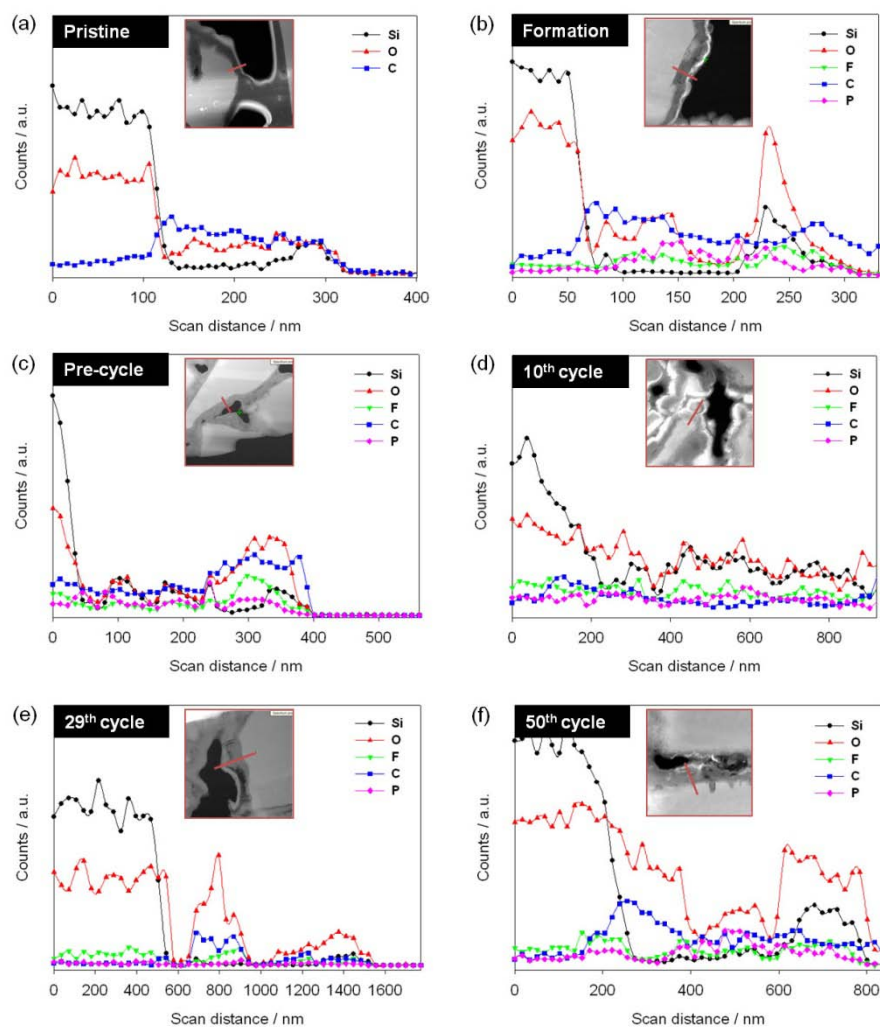 (a) Pristine
Si
O
C
Counts / a.u.
0 100 200 300 400
Scan distance / nm
(b) Formation
Si
O
F
C
P
Counts / a.u.
0 50 100 150 200 250 300
Scan distance / nm
(c) Pre-cycle
Si
O
F
C
P
Counts / a.u.
0 100 200 300 400 500
Scan distance / nm
(d) 10th cycle
Si
O
F
C
P
Counts / a.u.
0 200 400 600 800
Scan distance / nm
(e) 29th cycle
Si
O
F
C
P
Counts / a.u.
0 200 400 600 800 1000 1200 1400 1600
Scan distance / nm
(f) 50th cycle
Si
O
F
C
P
Counts / a.u.
0 200 400 600 800
Scan distance / nm